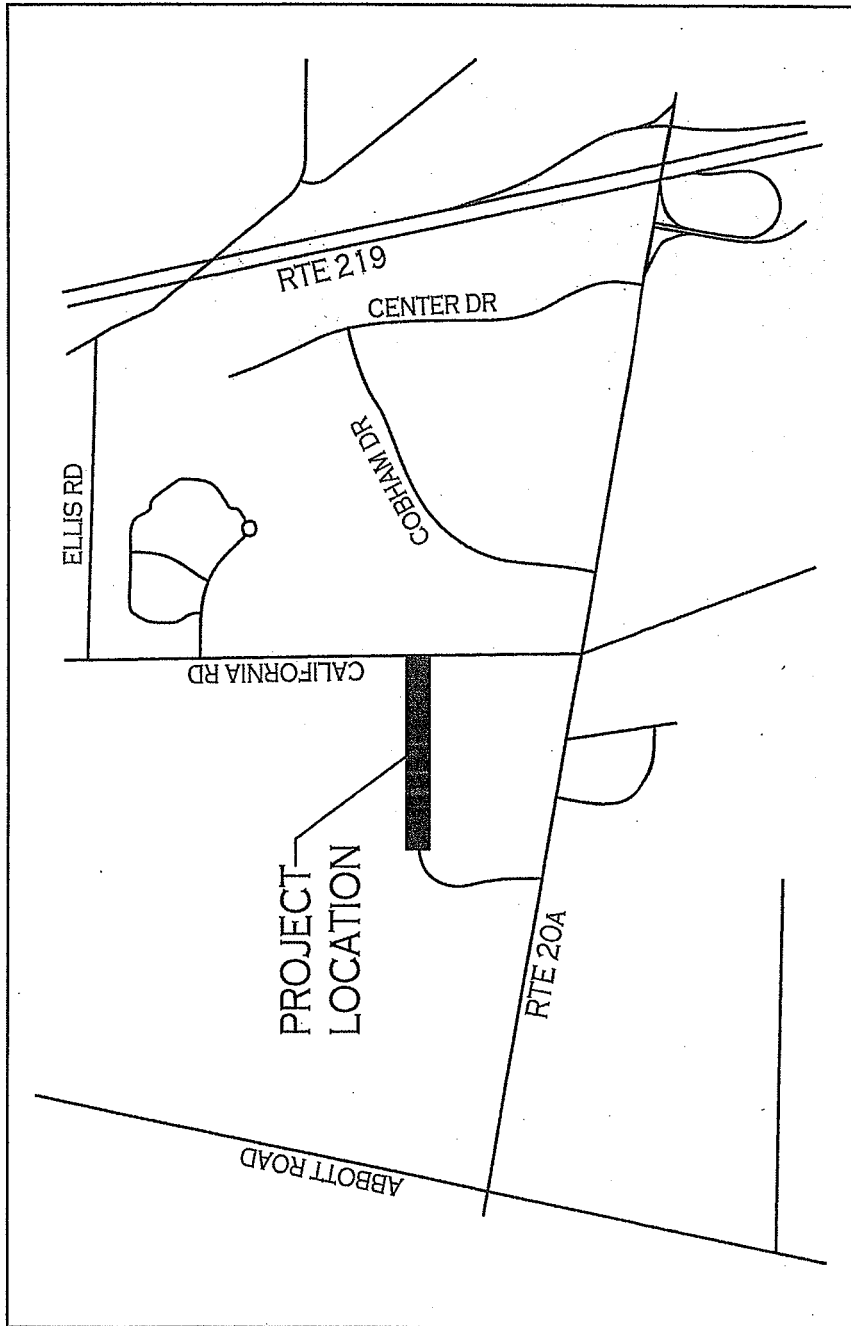 RTE 219
CENTER DR
COBHAM DR
ELLIS RD
CALIFORNIA RD
PROJECT
LOCATION
RTE 20A
ABBOTT ROAD